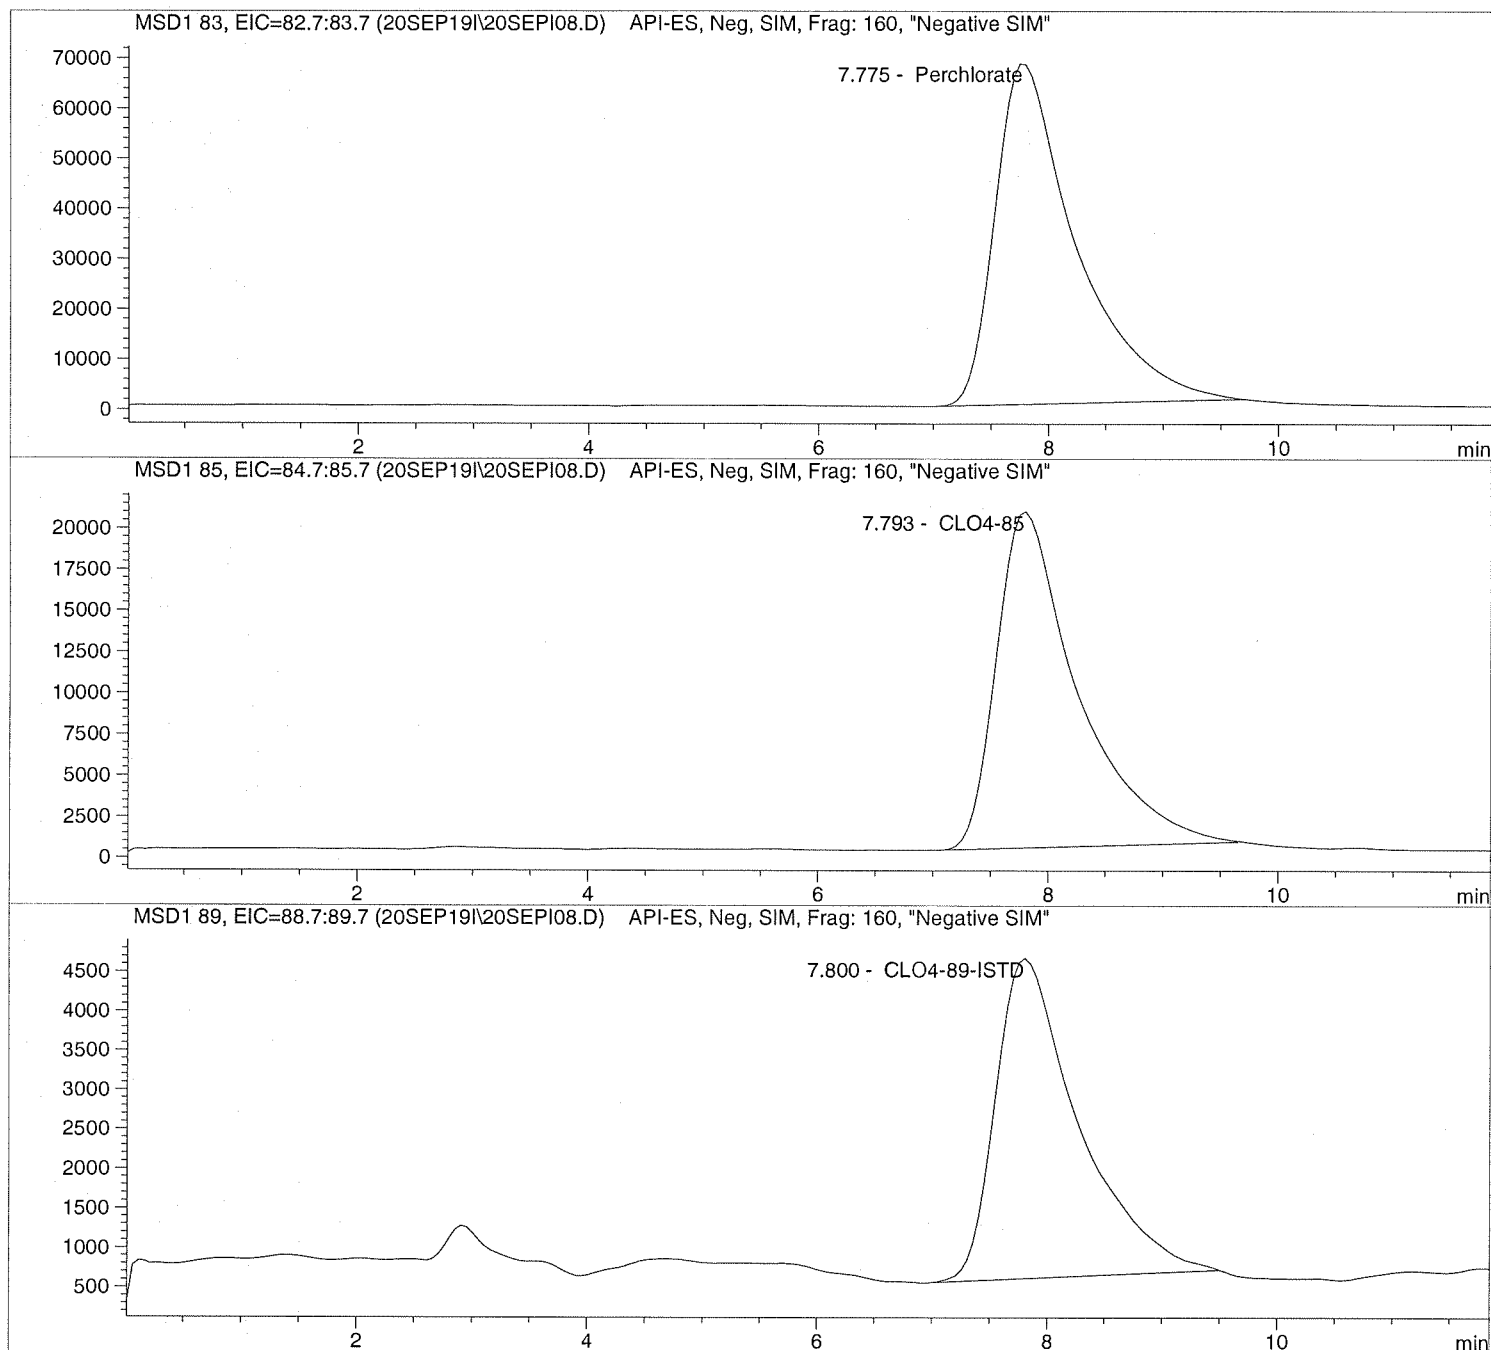 MSD1 83, EIC=82.7:83.7 (20SEP19I\20SEPI08.D) API-ES, Neg, SIM, Frag: 160, "Negative SIM"
70000
7.775 - Perchlorate
60000
50000
40000
30000
20000
10000
0
2 4 6 8 10 min
MSD1 85, EIC=84.7:85.7 (20SEP19I\20SEPI08.D) API-ES, Neg, SIM, Frag: 160, "Negative SIM"
20000
7.793 - CLO4-85
17500
15000
12500
10000
7500
5000
2500
0
2 4 6 8 10 min
MSD1 89, EIC=88.7:89.7 (20SEP19I\20SEPI08.D) API-ES, Neg, SIM, Frag: 160, "Negative SIM"
4500
7.800 - CLO4-89-ISTD
4000
3500
3000
2500
2000
1500
1000
500
2 4 6 8 10 min